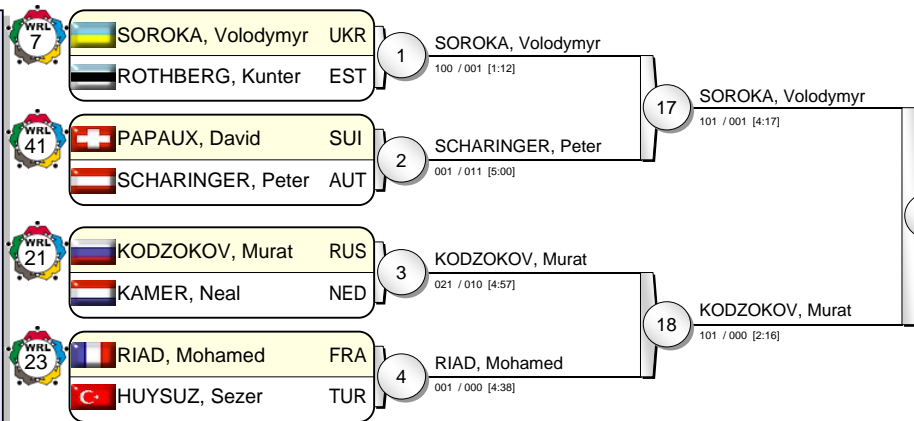 WRL
7
SOROKA, Volodymyr UKR
ROTHBERG, Kunter EST
1
SOROKA, Volodymyr
100 / 001 [1:12]
WRL
41
PAPAUX, David SUI
SCHARINGER, Peter AUT
2
SCHARINGER, Peter
001 / 011 [5:00]
17
SOROKA, Volodymyr
101 / 001 [4:17]
WRL
21
KODZOKOV, Murat RUS
KAMER, Neal NED
3
KODZOKOV, Murat
021 / 010 [4:57]
WRL
23
RIAD, Mohamed FRA
HUYSUZ, Sezer TUR
4
RIAD, Mohamed
001 / 000 [4:38]
18
KODZOKOV, Murat
101 / 000 [2:16]